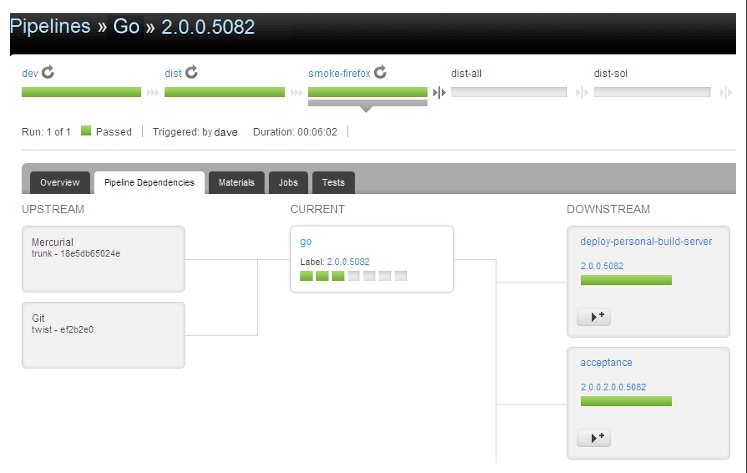 Pipelines » Go » 2.0.0.5082
dev dist smoke-firefox dist-all dist-sol
Run: 1 of 1 Passed Triggered: by dave Duration: 00:06:02
Overview Pipeline Dependencies Materials Jobs Tests
UPSTREAM CURRENT DOWNSTREAM
Mercurial
trunk - 18e5db65024e
Git
twist - ef2b2e0
go
Label: 2.0.0.5082
deploy-personal-build-server
2.0.0.5082
acceptance
2.0.0.2.0.0.5082